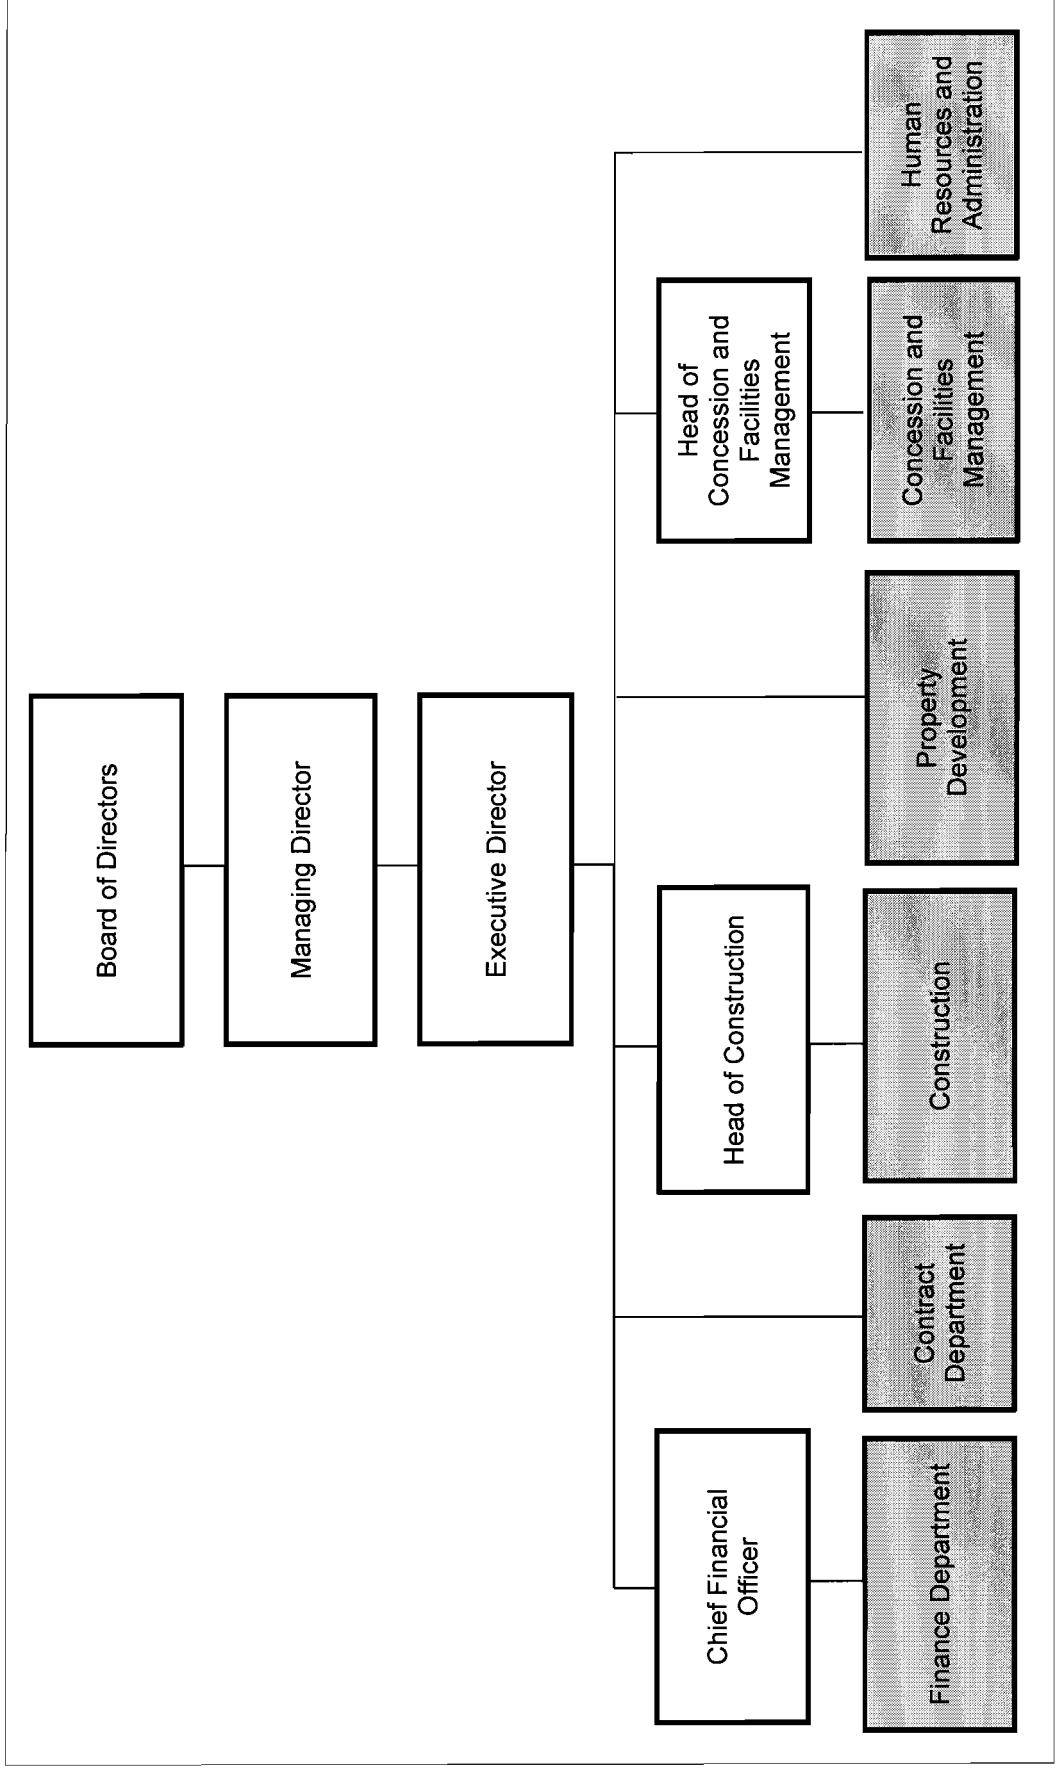 Board of Directors
Managing Director
Executive Director
Chief Financial
Officer
Head of Construction
Head of
Concession and
Facilities
Management
Finance Department
Contract
Department
Construction
Property
Development
Concession and
Facilities
Management
Human
Resources and
Administration